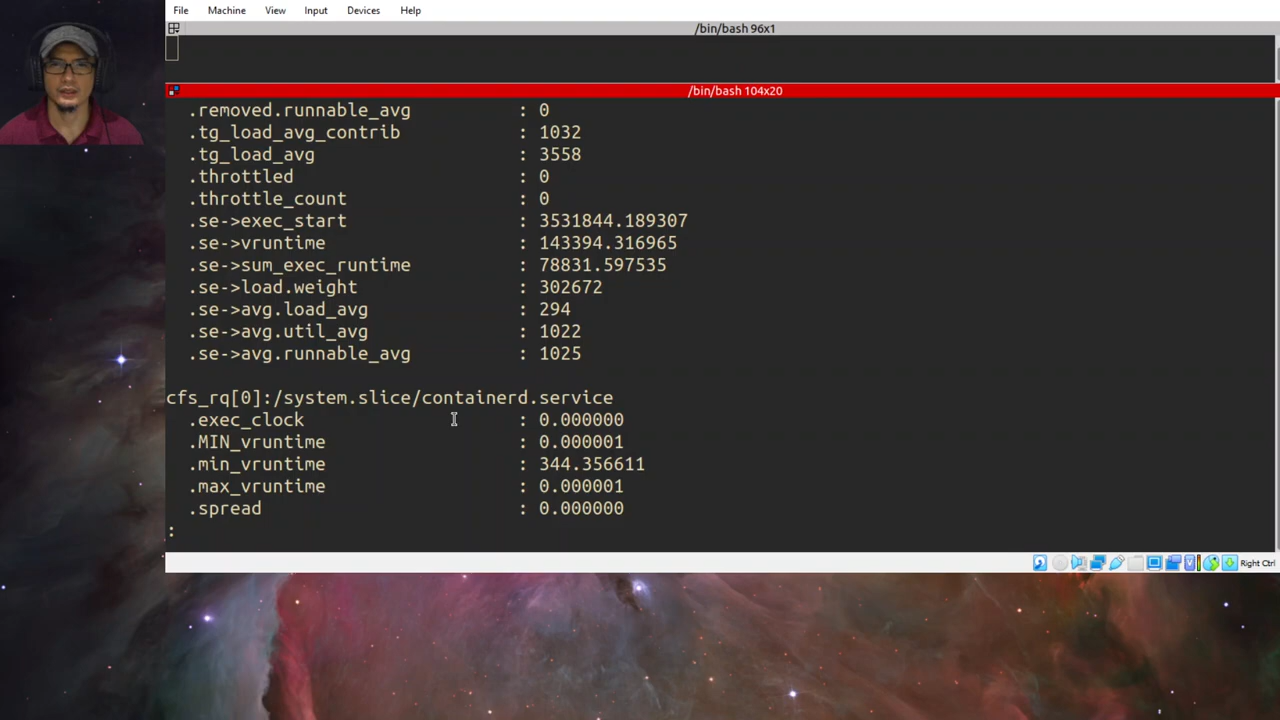 File Machine View Input Devices Help
/bin/bash 96x1
/bin/bash 104x20
.removed.runnable_avg : 0
.tg_load_avg_contrib : 1032
.tg_load_avg : 3558
.throttled : 0
.throttle_count : 0
.se->exec_start : 3531844.189307
.se->vruntime : 143394.316965
.se->sum_exec_runtime : 78831.597535
.se->load.weight : 302672
.se->avg.load_avg : 294
.se->avg.util_avg : 1022
.se->avg.runnable_avg : 1025
cfs_rq[0]:/system.slice/containerd.service
.exec_clock : 0.000000
.MIN_vruntime : 0.000001
.min_vruntime : 344.356611
.max_vruntime : 0.000001
.spread : 0.000000
:
Right Ctrl